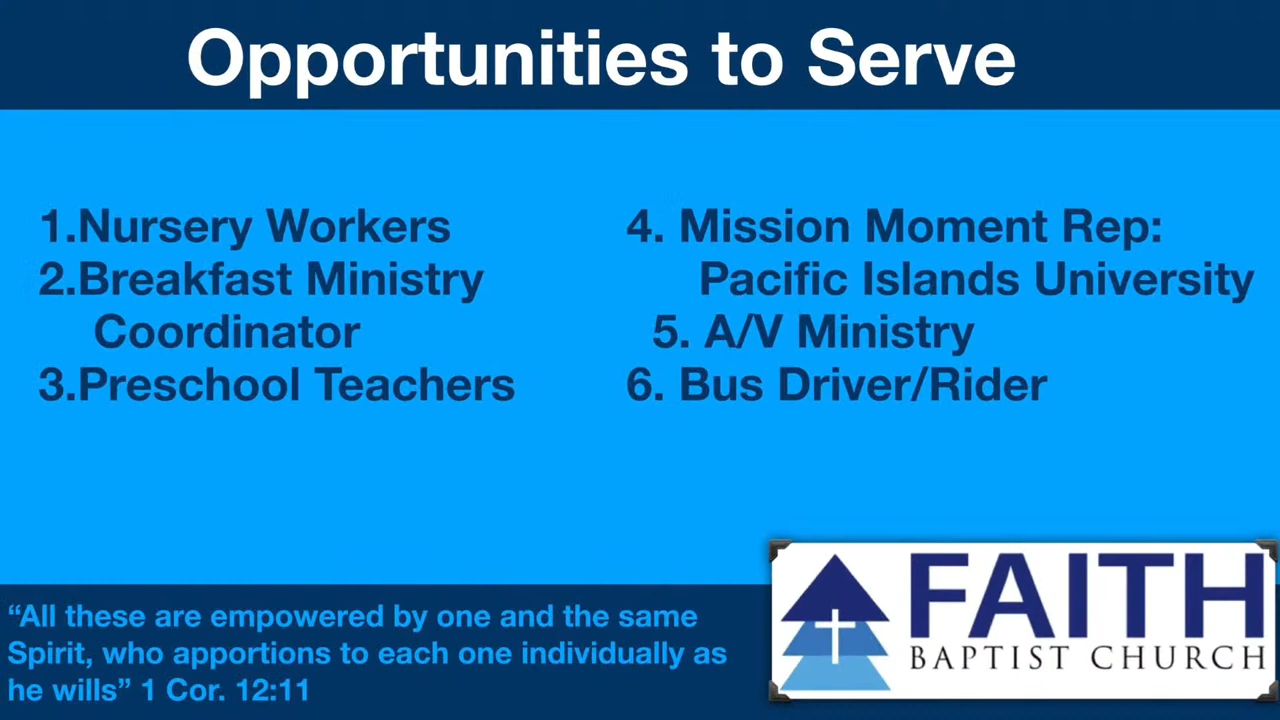 Opportunities to Serve
1.Nursery Workers
2.Breakfast Ministry
Coordinator
3.Preschool Teachers
4. Mission Moment Rep:
Pacific Islands University
5. A/V Ministry
6. Bus Driver/Rider
“All these are empowered by one and the same
Spirit, who apportions to each one individually as
he wills” 1 Cor. 12:11
FAITH
BAPTIST CHURCH